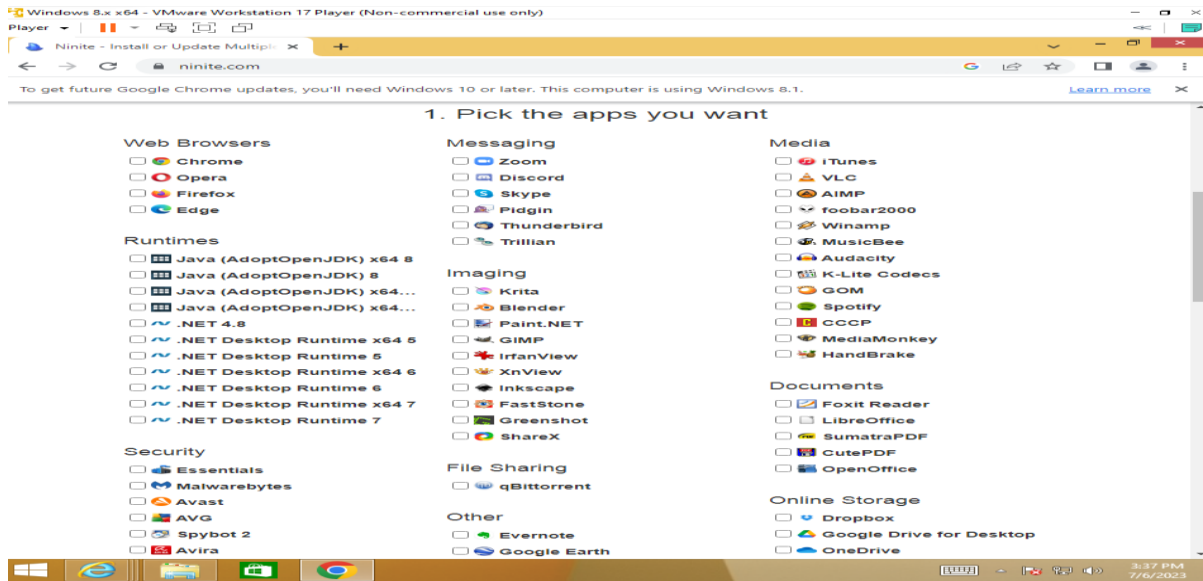 Windows 8.x x64 - VMware Workstation 17 Player (Non-commercial use only)
Player
Ninite - Install or Update Multipl
ninite.com
To get future Google Chrome updates, you'll need Windows 10 or later. This computer is using Windows 8.1. Learn more
1. Pick the apps you want
Web Browsers
Chrome
Opera
Firefox
Edge
Runtimes
Java (AdoptOpenJDK) x64 8
Java (AdoptOpenJDK) 8
Java (AdoptOpenJDK) x64...
Java (AdoptOpenJDK) x64...
.NET 4.8
.NET Desktop Runtime x64 5
.NET Desktop Runtime 5
.NET Desktop Runtime x64 6
.NET Desktop Runtime 6
.NET Desktop Runtime x64 7
.NET Desktop Runtime 7
Security
Essentials
Malwarebytes
Avast
AVG
Spybot 2
Avira
Messaging
Zoom
Discord
Skype
Pidgin
Thunderbird
Trillian
Imaging
Krita
Blender
Paint.NET
GIMP
IrfanView
XnView
Inkscape
FastStone
Greenshot
ShareX
File Sharing
qBittorrent
Other
Evernote
Google Earth
Media
iTunes
VLC
AIMP
foobar2000
Winamp
MusicBee
Audacity
K-Lite Codecs
GOM
Spotify
CCCP
MediaMonkey
HandBrake
Documents
Foxit Reader
LibreOffice
SumatraPDF
CutePDF
OpenOffice
Online Storage
Dropbox
Google Drive for Desktop
OneDrive
3:37 PM
7/6/2023